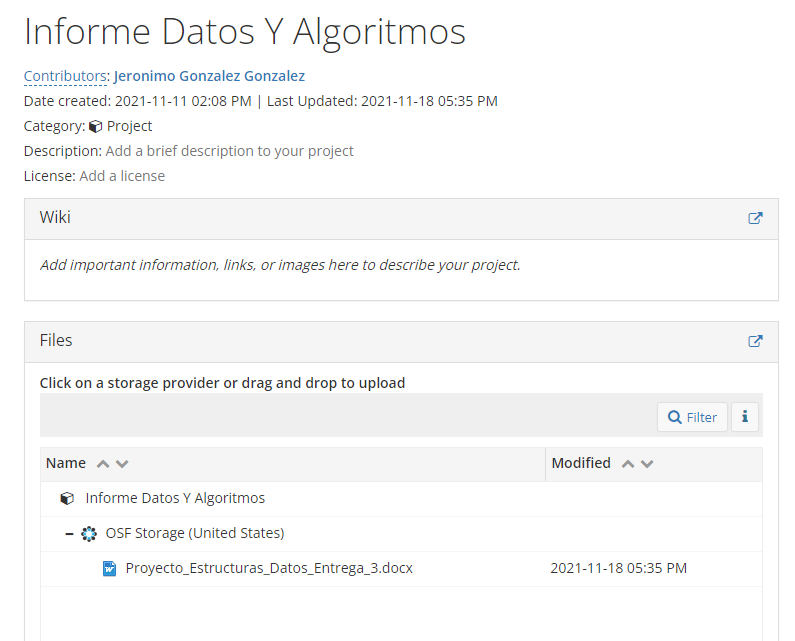 Informe Datos Y Algoritmos
Contributors: Jeronimo Gonzalez Gonzalez
Date created: 2021-11-11 02:08 PM | Last Updated: 2021-11-18 05:35 PM
Category: Project
Description: Add a brief description to your project
License: Add a license
Wiki
Add important information, links, or images here to describe your project.
Files
Click on a storage provider or drag and drop to upload
Filter
Name Modified
Informe Datos Y Algoritmos
OSF Storage (United States)
Proyecto_Estructuras_Datos_Entrega_3.docx 2021-11-18 05:35 PM